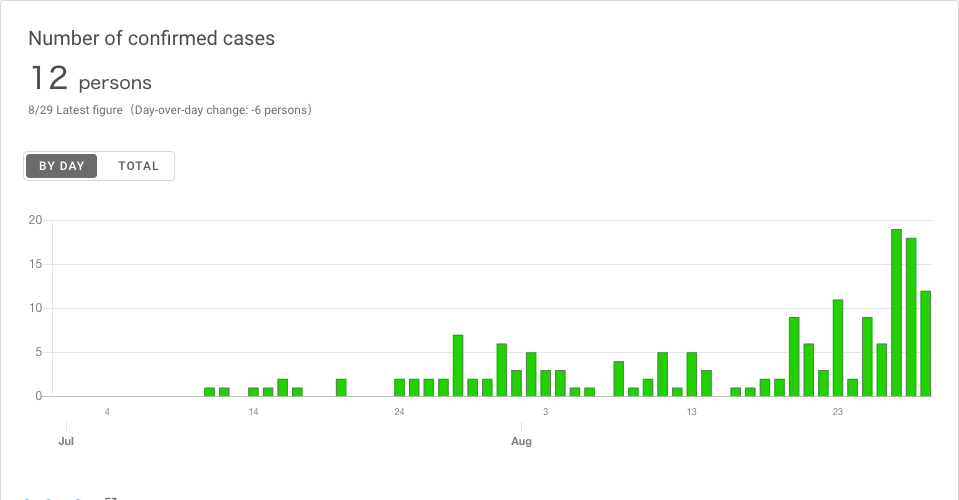 Number of confirmed cases
12 persons
8/29 Latest figure（Day-over-day change: -6 persons）
BY DAY TOTAL
20
15
10
5
0
4 14 24 3 13 23
Jul Aug